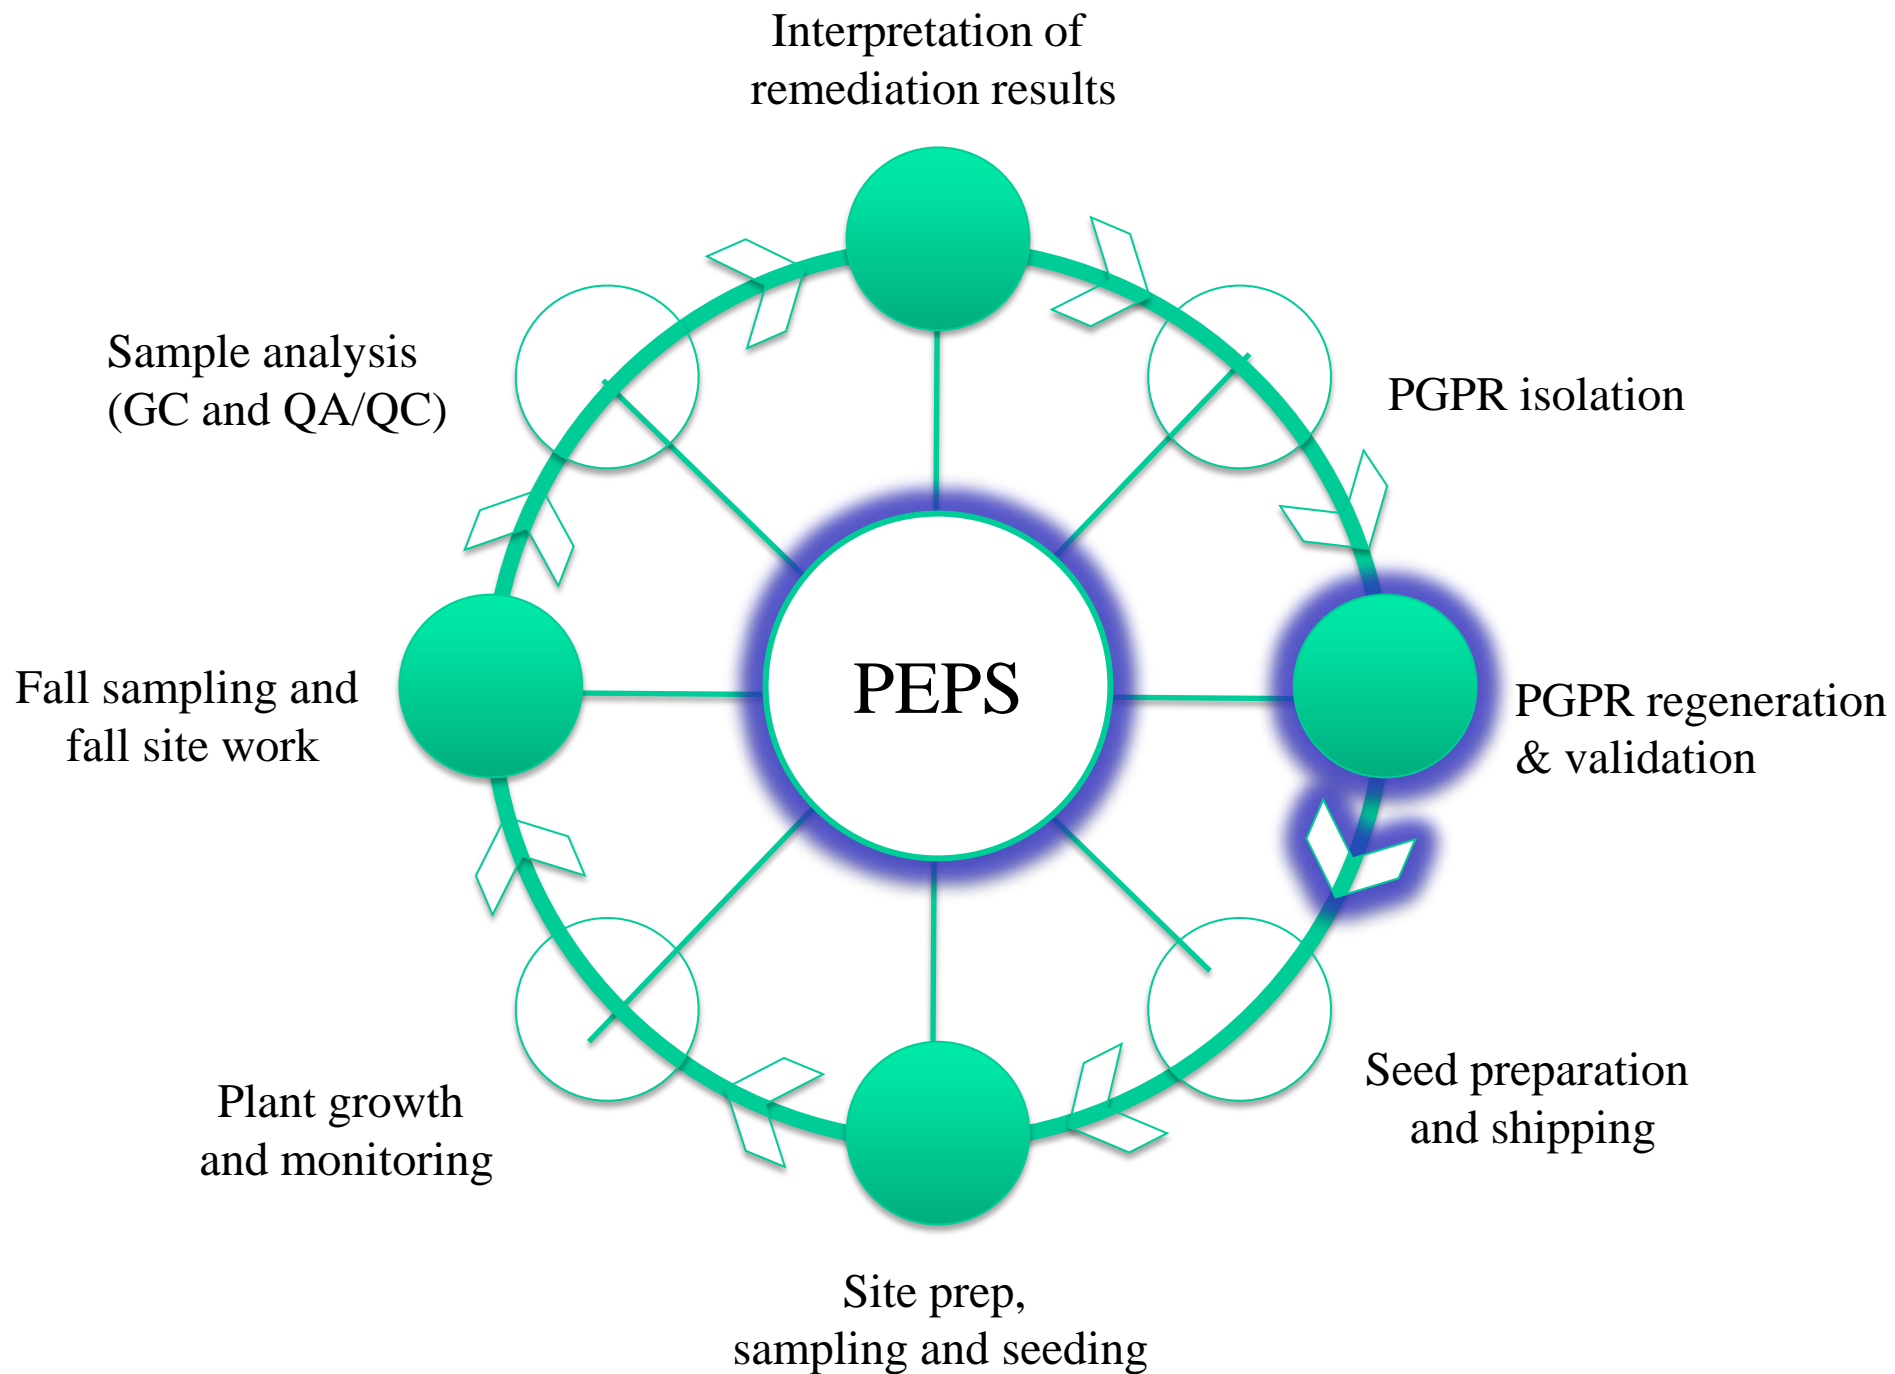 Interpretation of
remediation results
Sample analysis
(GC and QA/QC)
PGPR isolation
Fall sampling and
fall site work
PEPS
PGPR regeneration
& validation
Plant growth
and monitoring
Seed preparation
and shipping
Site prep,
sampling and seeding